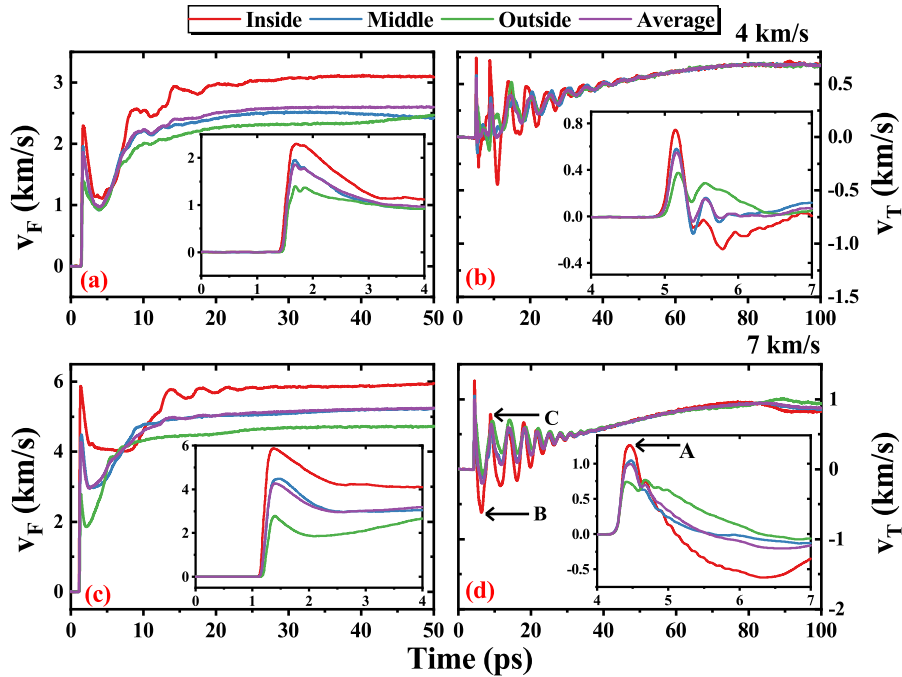 Inside Middle Outside Average
4 km/s
v_F (km/s)
3
2
1
0
2
1
0
0 1 2 3 4
(a)
0 10 20 30 40 50
0.5
0.0
-0.5
-1.0
-1.5
v_T (km/s)
0.8
0.4
0.0
-0.4
4 5 6 7
(b)
0 20 40 60 80 100
7 km/s
v_F (km/s)
6
5
4
3
2
1
0
6
4
2
0
0 1 2 3 4
(c)
0 10 20 30 40 50
1
0
-1
-2
v_T (km/s)
C
B
A
1.0
0.5
0.0
-0.5
4 5 6 7
(d)
0 20 40 60 80 100
Time (ps)